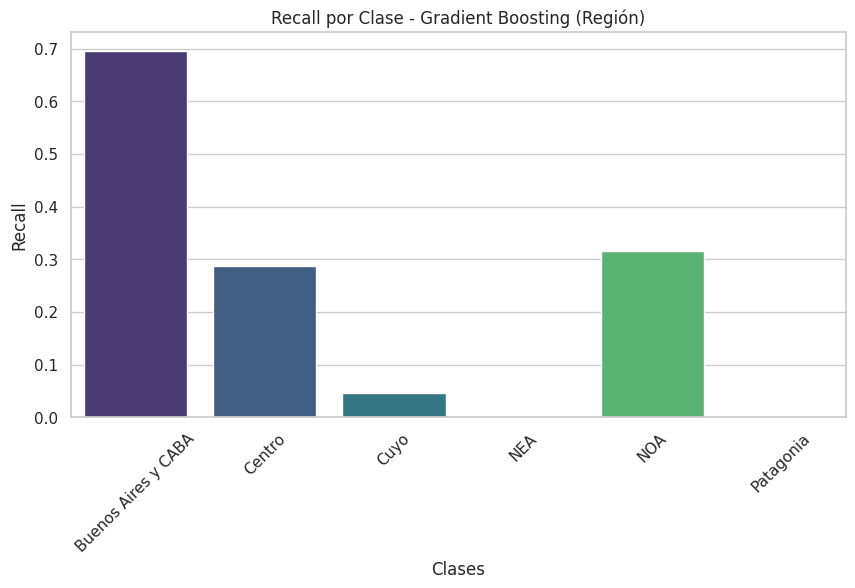 Recall por Clase - Gradient Boosting (Región)
0.7
0.6
0.5
0.4
0.3
0.2
0.1
0.0
Recall
Buenos Aires y CABA
Centro
Cuyo
NEA
NOA
Patagonia
Clases